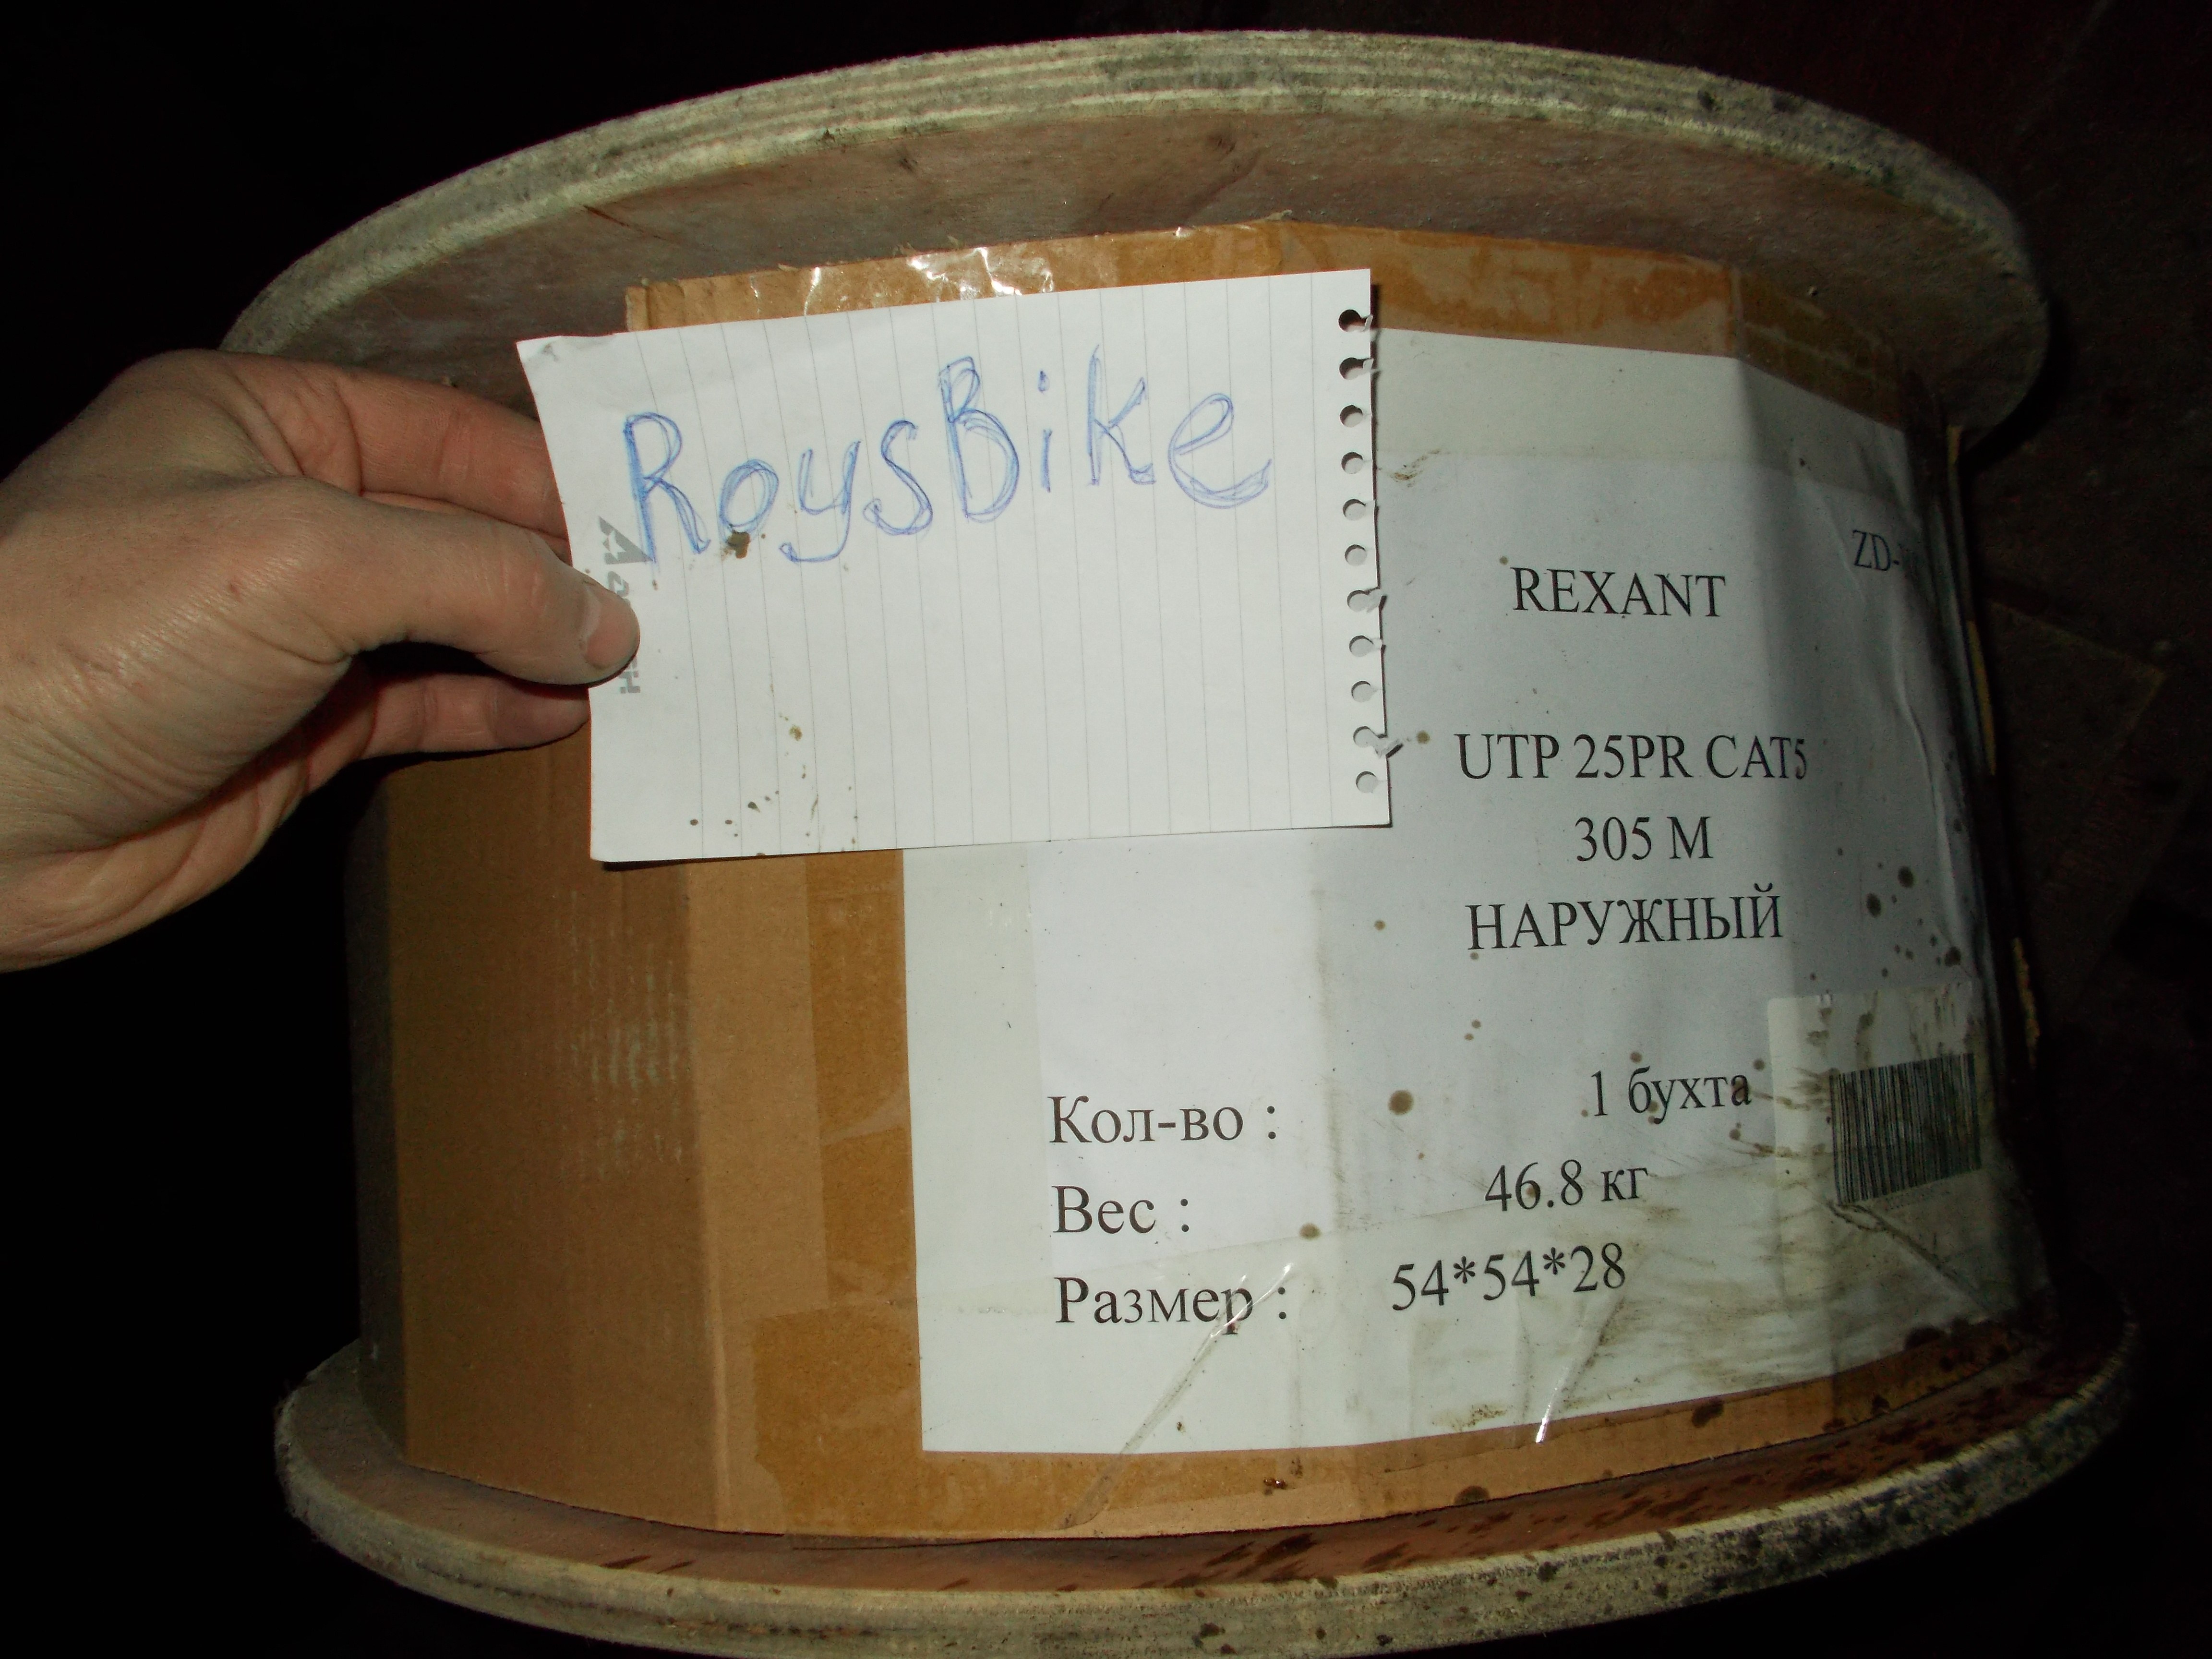 RoysBike
REXANT
UTP 25PR CAT5
305 М
НАРУЖНЫЙ
Кол-во : 1 бухта
Вес : 46.8 кг
Размер : 54*54*28